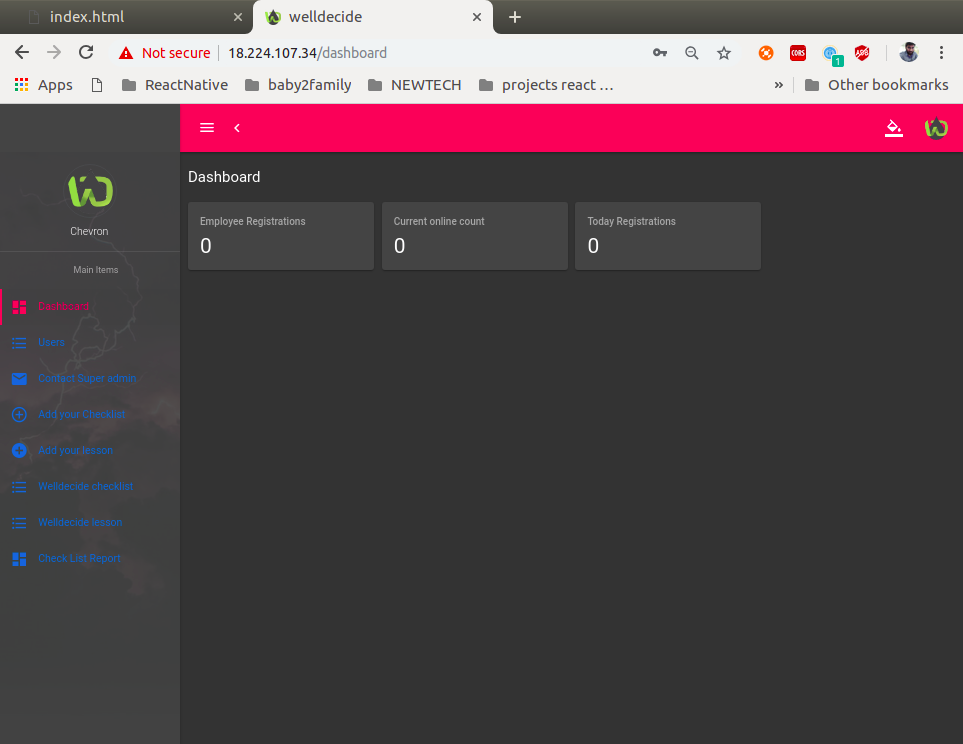 index.html
welldecide
Not secure
18.224.107.34/dashboard
CORS
1
ABP
Apps
ReactNative
baby2family
NEWTECH
projects react ...
»
Other bookmarks
Dashboard
Employee Registrations
0
Current online count
0
Today Registrations
0
Chevron
Main Items
Dashboard
Users
Contact Super admin
Add your Checklist
Add your lesson
Welldecide checklist
Welldecide lesson
Check List Report